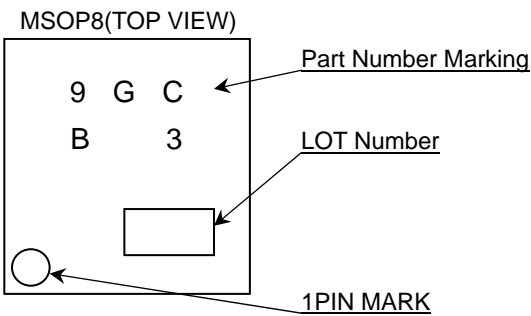 MSOP8(TOP VIEW)
Part Number Marking
9 G C
B 3
LOT Number
1PIN MARK